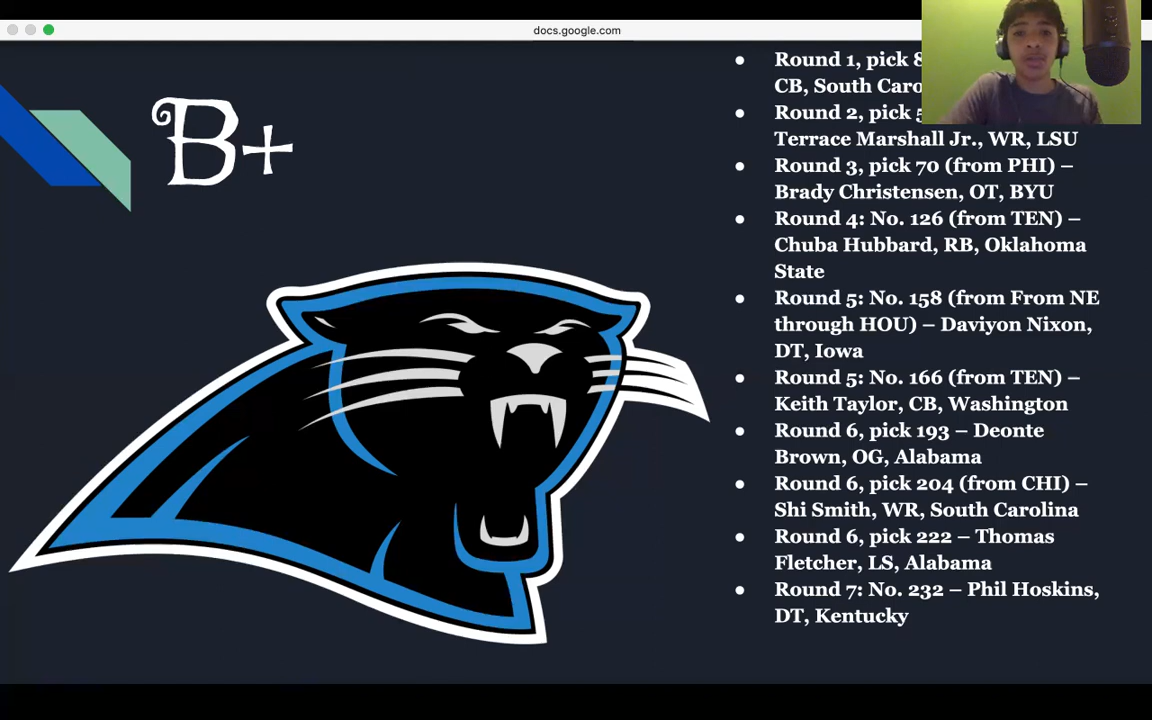 docs.google.com
B+
● Round 1, pick 8
CB, South Caro
● Round 2, pick
Terrace Marshall Jr., WR, LSU
● Round 3, pick 70 (from PHI) –
Brady Christensen, OT, BYU
● Round 4: No. 126 (from TEN) –
Chuba Hubbard, RB, Oklahoma
State
● Round 5: No. 158 (from From NE
through HOU) – Daviyon Nixon,
DT, Iowa
● Round 5: No. 166 (from TEN) –
Keith Taylor, CB, Washington
● Round 6, pick 193 – Deonte
Brown, OG, Alabama
● Round 6, pick 204 (from CHI) –
Shi Smith, WR, South Carolina
● Round 6, pick 222 – Thomas
Fletcher, LS, Alabama
● Round 7: No. 232 – Phil Hoskins,
DT, Kentucky